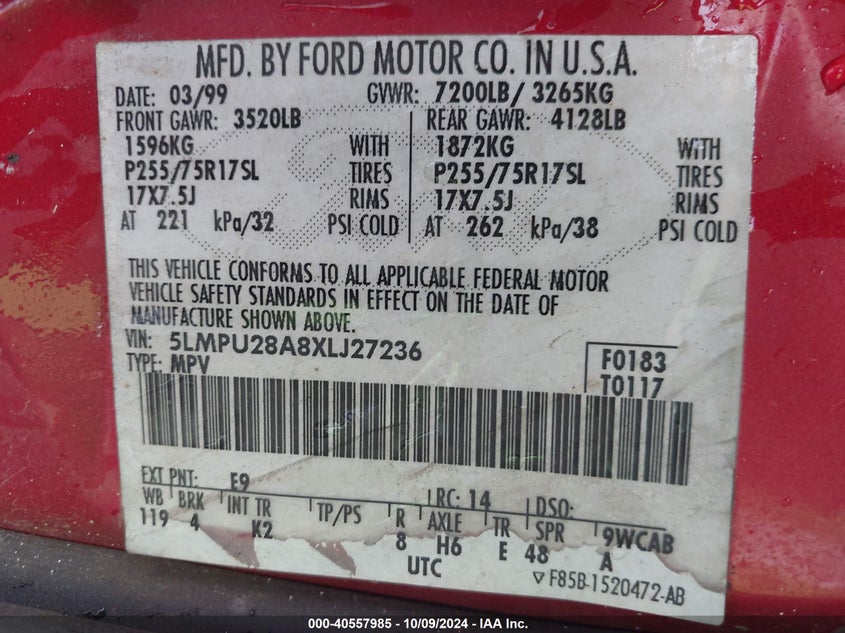 MFD. BY FORD MOTOR CO. IN U.S.A.
DATE: 03/99 GVWR: 7200LB/ 3265KG
FRONT GAWR: 3520LB REAR GAWR: 4128LB
1596KG WITH 1872KG WITH
P255/75R17SL TIRES P255/75R17SL TIRES
17X7.5J RIMS 17X7.5J RIMS
AT 221 kPa/32 PSI COLD AT 262 kPa/38 PSI COLD
THIS VEHICLE CONFORMS TO ALL APPLICABLE FEDERAL MOTOR
VEHICLE SAFETY STANDARDS IN EFFECT ON THE DATE OF
MANUFACTURE SHOWN ABOVE.
VIN: 5LMPU28A8XLJ27236 F0183
TYPE: MPV T0117
EXT PNT: E9 RC: 14 DSO:
WB BRK INT TR TP/PS R AXLE TR SPR 9WCAB
119 4 K2 8 H6 E 48 A
UTC F85B-1520472-AB
000-40557985 - 10/09/2024 - IAA Inc.